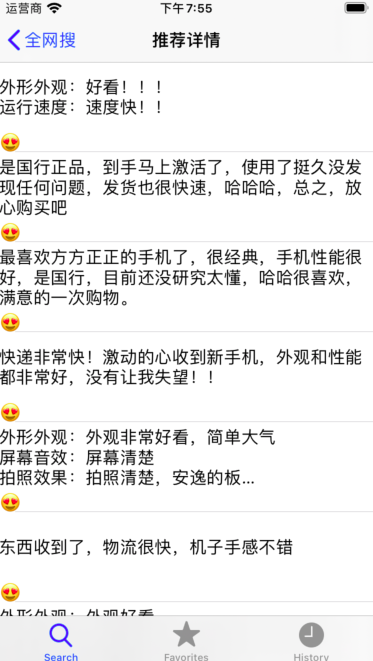 运营商 下午7:55
全网搜 推荐详情
外形外观：好看！！！
运行速度：速度快！！
是国行正品，到手马上激活了，使用了挺久没发
现任何问题，发货也很快速，哈哈哈，总之，放
心购买吧
最喜欢方方正正的手机了，很经典，手机性能很
好，是国行，目前还没研究太懂，哈哈很喜欢，
满意的一次购物。
快递非常快！激动的心收到新手机，外观和性能
都非常好，没有让我失望！！
外形外观：外观非常好看，简单大气
屏幕音效：屏幕清楚
拍照效果：拍照清楚，安逸的板...
东西收到了，物流很快，机子手感不错
外形外观：外观好看
Search Favorites History